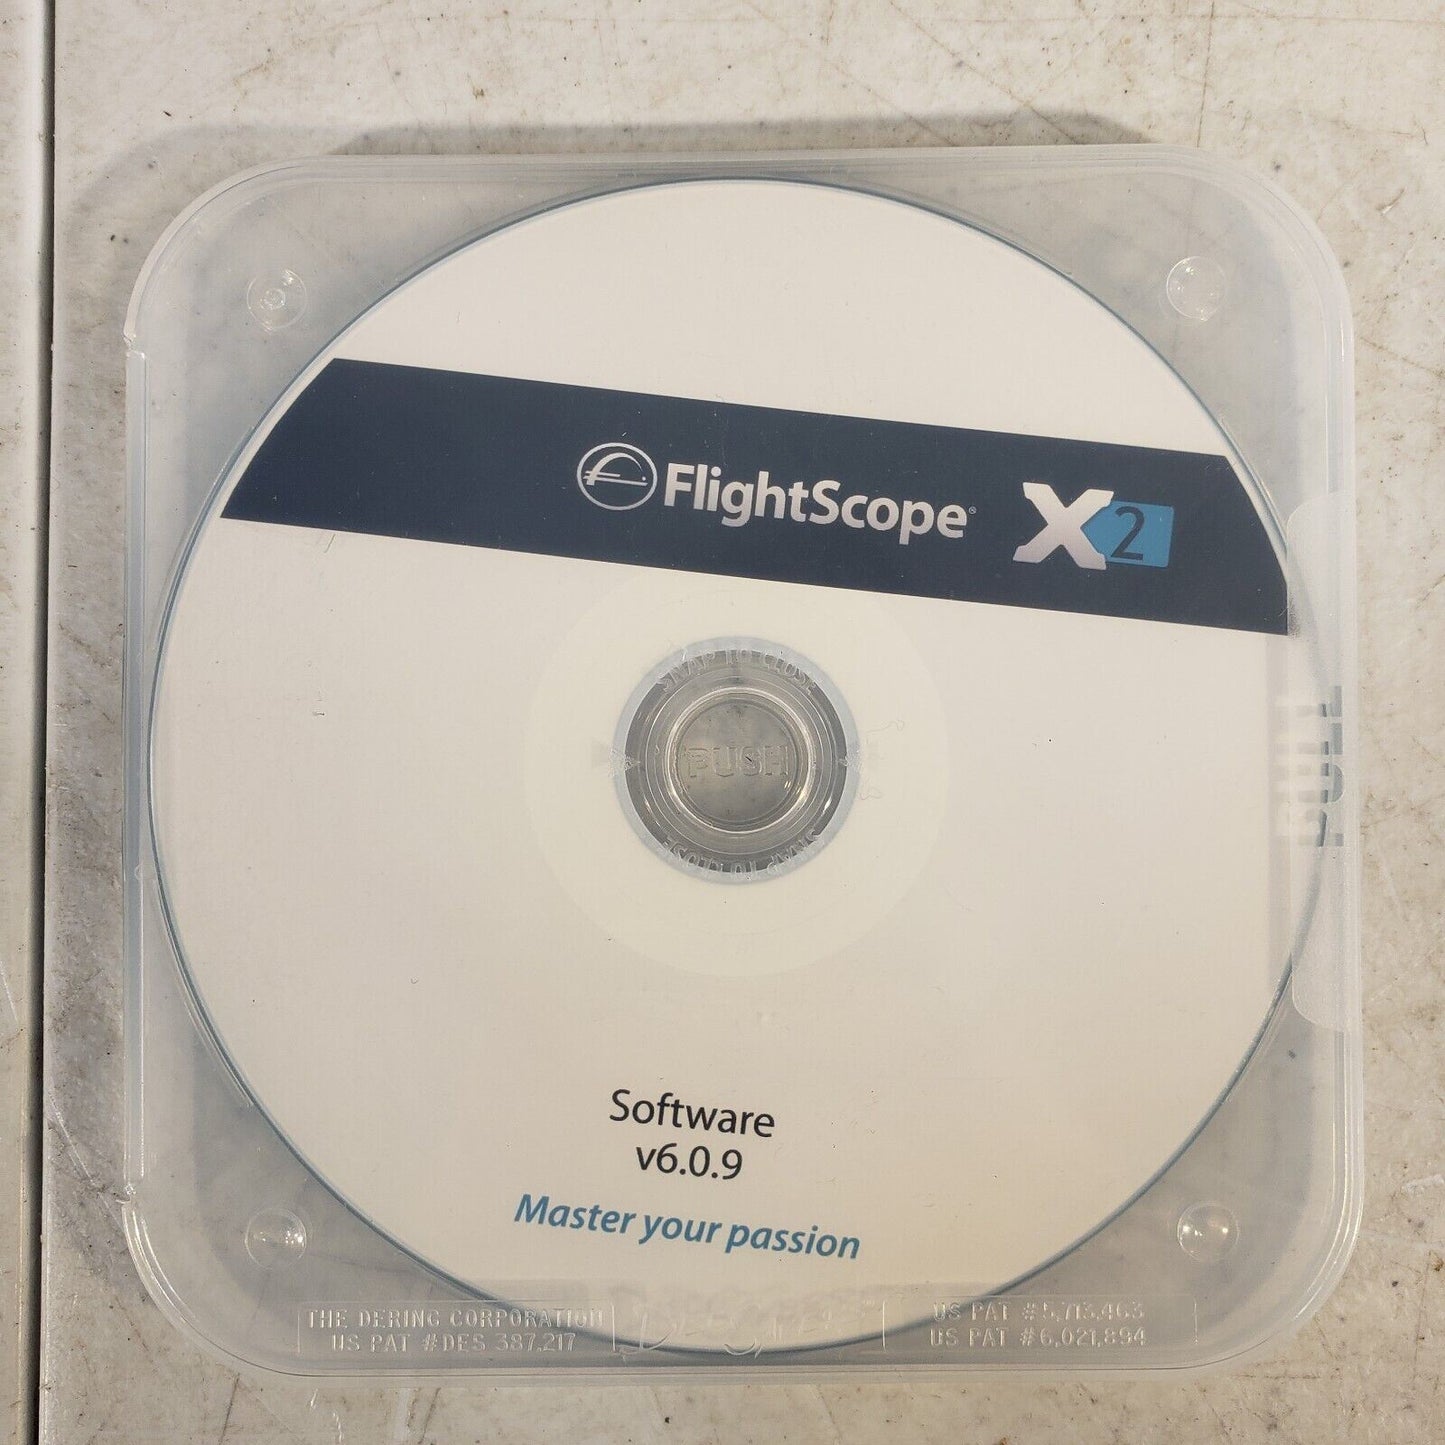 FlightScope® X2
SNAP TO CLOSE
PUSH
SNAP TO CLOSE
PULL
Software
v6.0.9
Master your passion
THE DERING CORPORATION
US PAT #DES 387,217
US PAT #5,713,463
US PAT #6,021,894